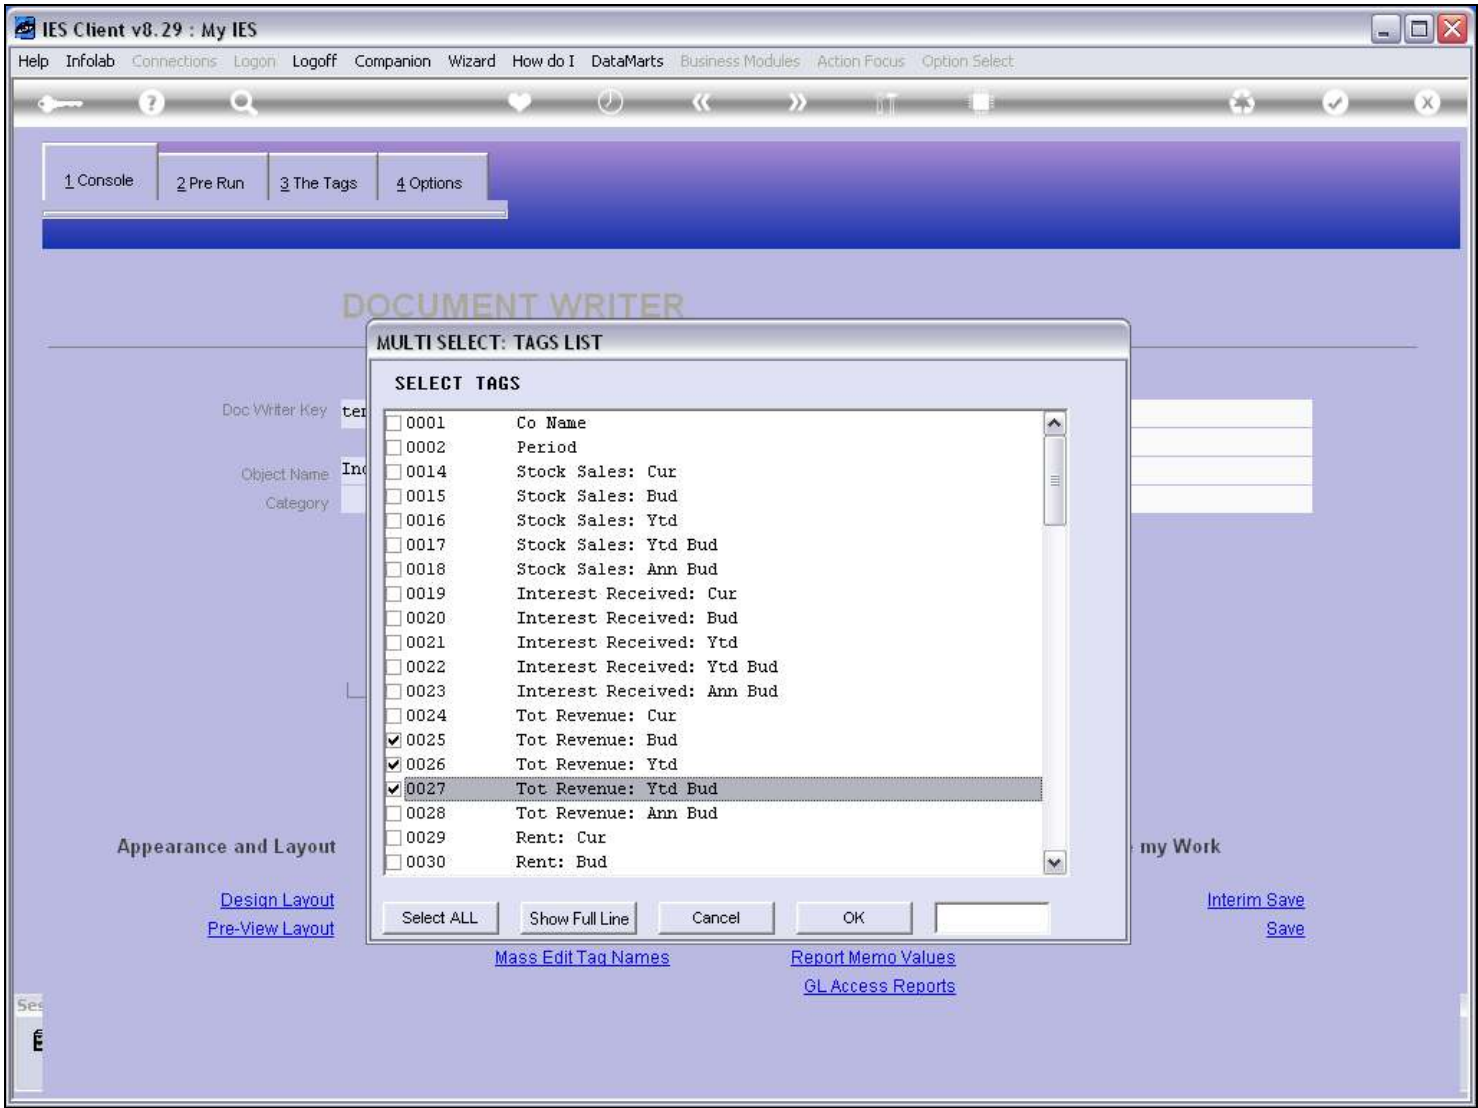 IES Client v8.29 : My IES
Help Infolab Connections Logon Logoff Companion Wizard How do I DataMarts Business Modules Action Focus Option Select
1 Console 2 Pre Run 3 The Tags 4 Options
DOCUMENT WRITER
MULTI SELECT: TAGS LIST
SELECT TAGS
Doc Writer Key
Object Name
Category
0001 Co Name
0002 Period
0014 Stock Sales: Cur
0015 Stock Sales: Bud
0016 Stock Sales: Ytd
0017 Stock Sales: Ytd Bud
0018 Stock Sales: Ann Bud
0019 Interest Received: Cur
0020 Interest Received: Bud
0021 Interest Received: Ytd
0022 Interest Received: Ytd Bud
0023 Interest Received: Ann Bud
0024 Tot Revenue: Cur
0025 Tot Revenue: Bud
0026 Tot Revenue: Ytd
0027 Tot Revenue: Ytd Bud
0028 Tot Revenue: Ann Bud
0029 Rent: Cur
0030 Rent: Bud
Appearance and Layout
my Work
Design Layout
Pre-View Layout
Select ALL Show Full Line Cancel OK
Interim Save
Save
Mass Edit Tag Names
Report Memo Values
GL Access Reports